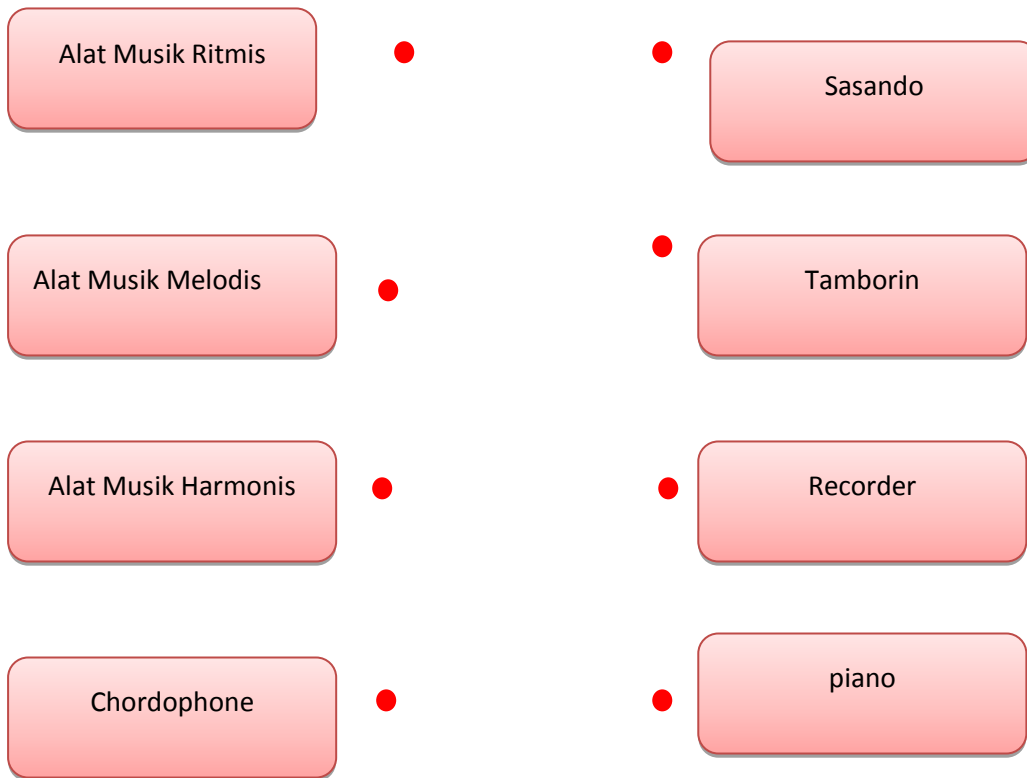 Alat Musik Ritmis
Sasando
Alat Musik Melodis
Tamborin
Alat Musik Harmonis
Recorder
Chordophone
piano